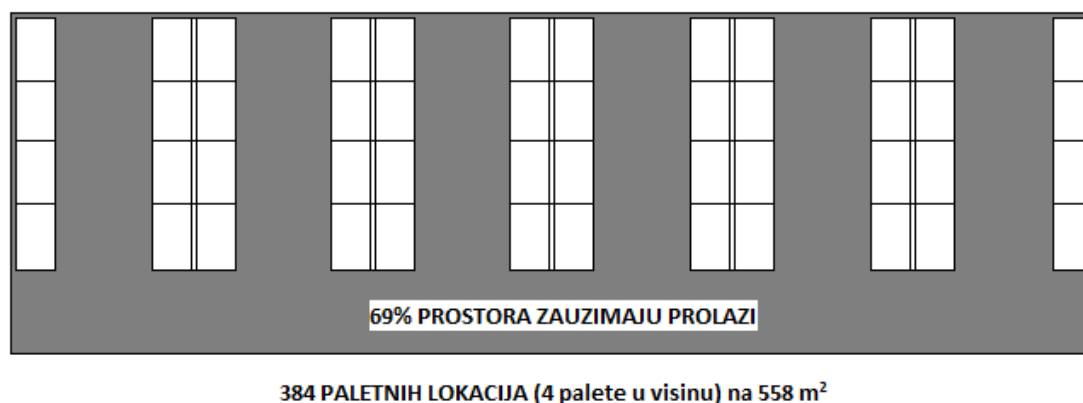 69% PROSTORA ZAUZIMAJU PROLAZI
384 PALETNIH LOKACIJA (4 palete u visinu) na 558 m²